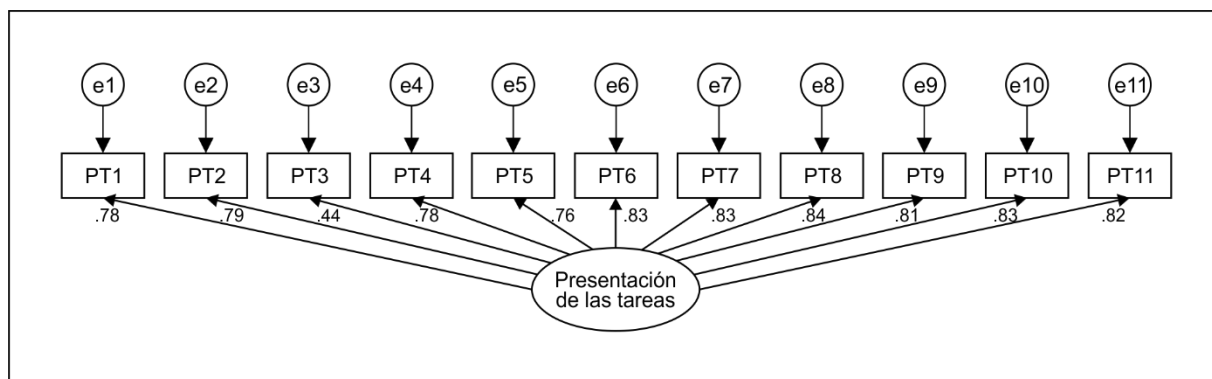 e1 e2 e3 e4 e5 e6 e7 e8 e9 e10 e11
PT1 PT2 PT3 PT4 PT5 PT6 PT7 PT8 PT9 PT10 PT11
.78 .79 .44 .78 .76 .83 .83 .84 .81 .83 .82
Presentación
de las tareas